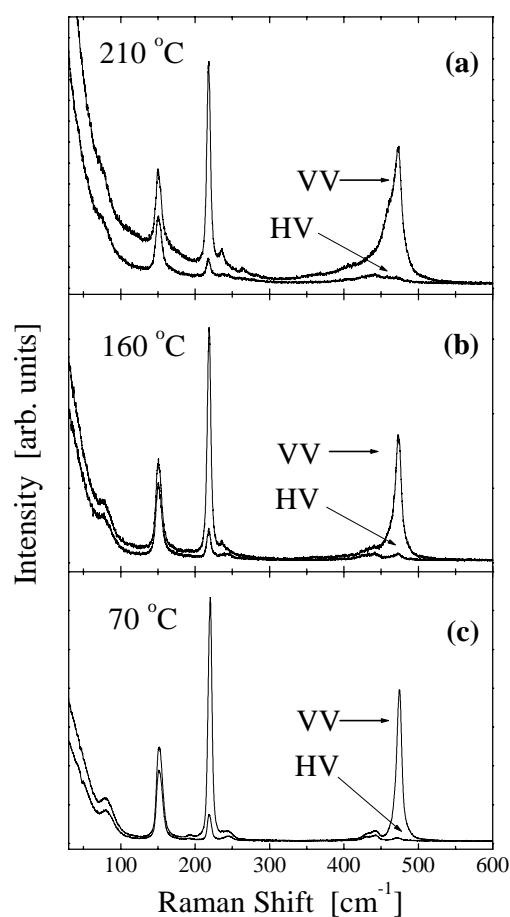 210 °C
(a)
VV
HV
160 °C
(b)
VV
HV
70 °C
(c)
VV
HV
Intensity [arb. units]
100 200 300 400 500 600
Raman Shift [cm⁻¹]